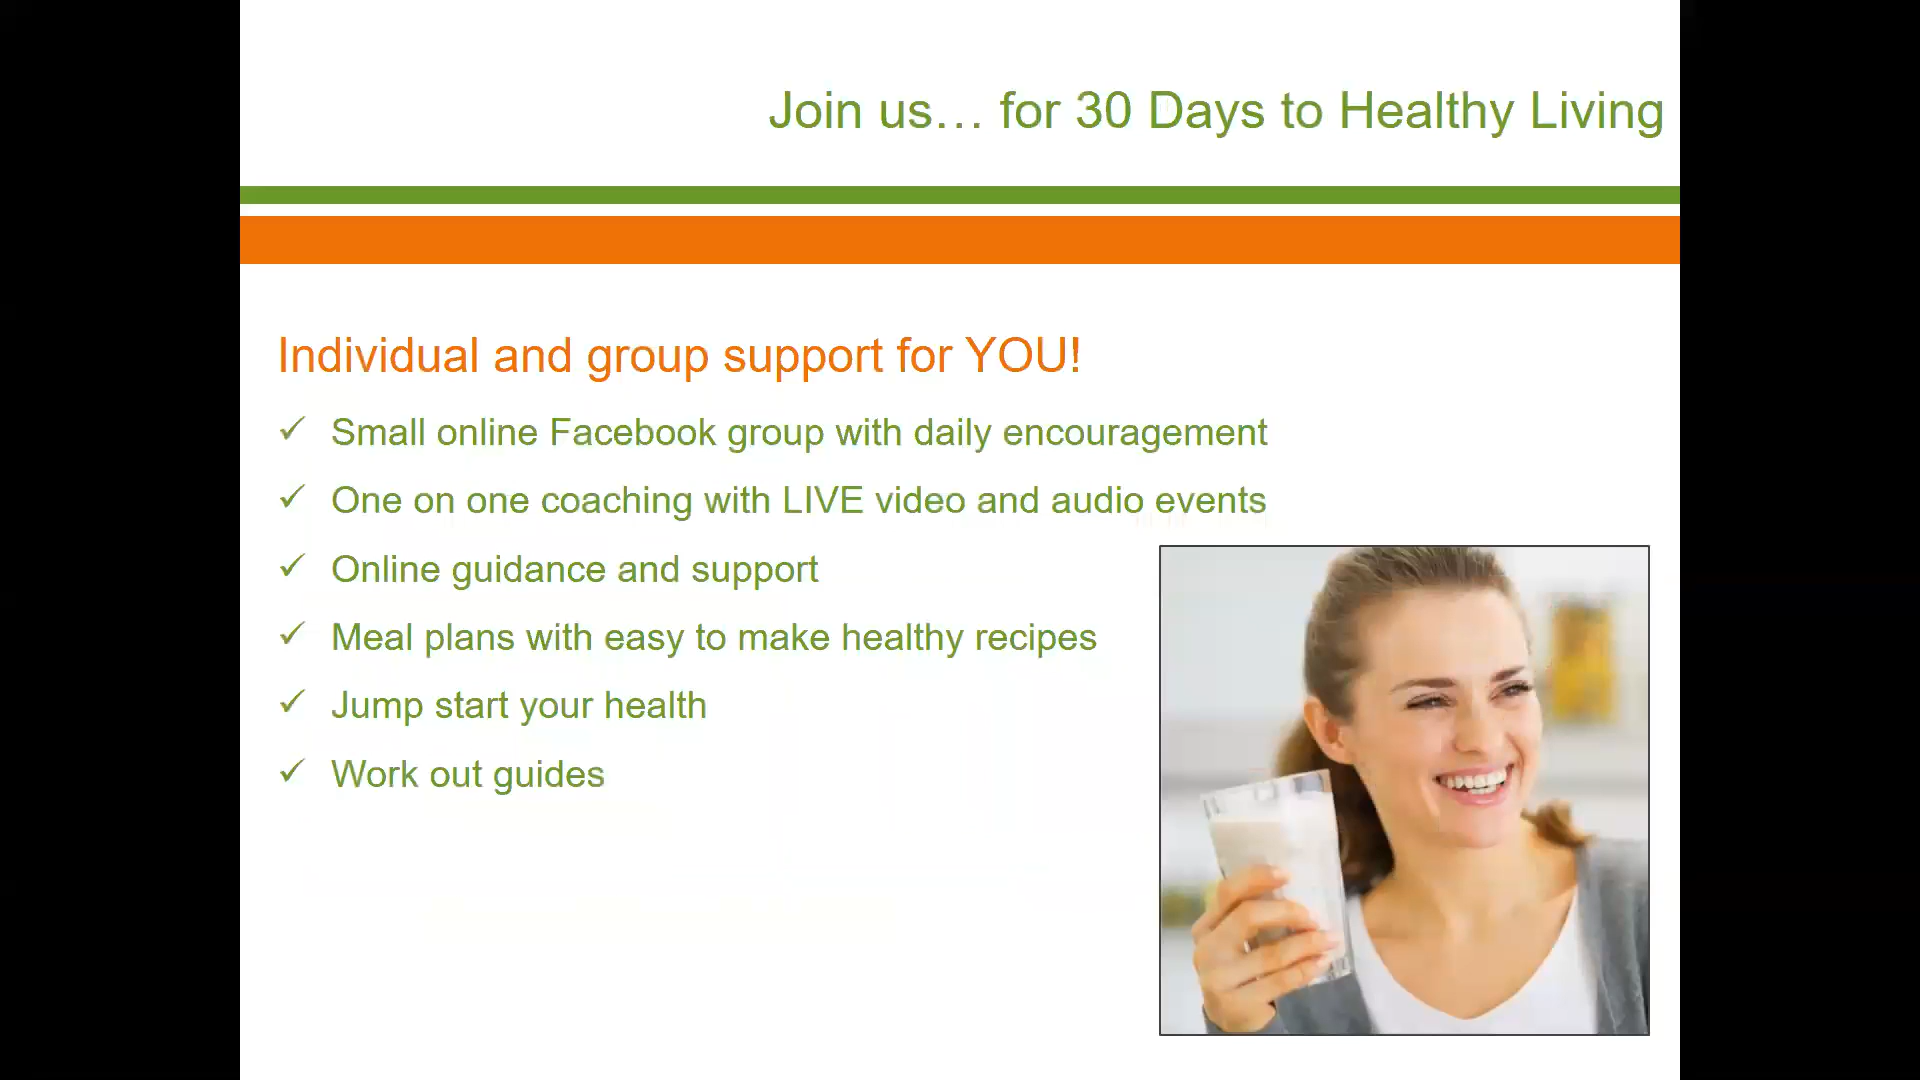 Join us… for 30 Days to Healthy Living
Individual and group support for YOU!
✓ Small online Facebook group with daily encouragement
✓ One on one coaching with LIVE video and audio events
✓ Online guidance and support
✓ Meal plans with easy to make healthy recipes
✓ Jump start your health
✓ Work out guides